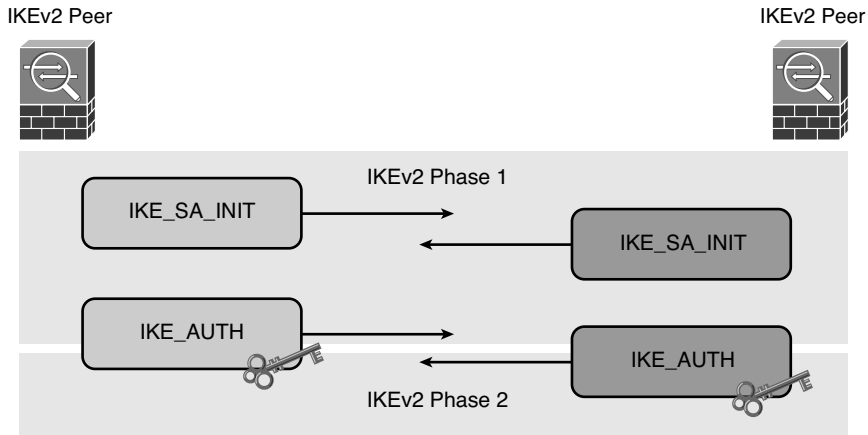 IKEv2 Peer
IKEv2 Peer
IKEv2 Phase 1
IKE_SA_INIT
IKE_SA_INIT
IKE_AUTH
IKE_AUTH
IKEv2 Phase 2